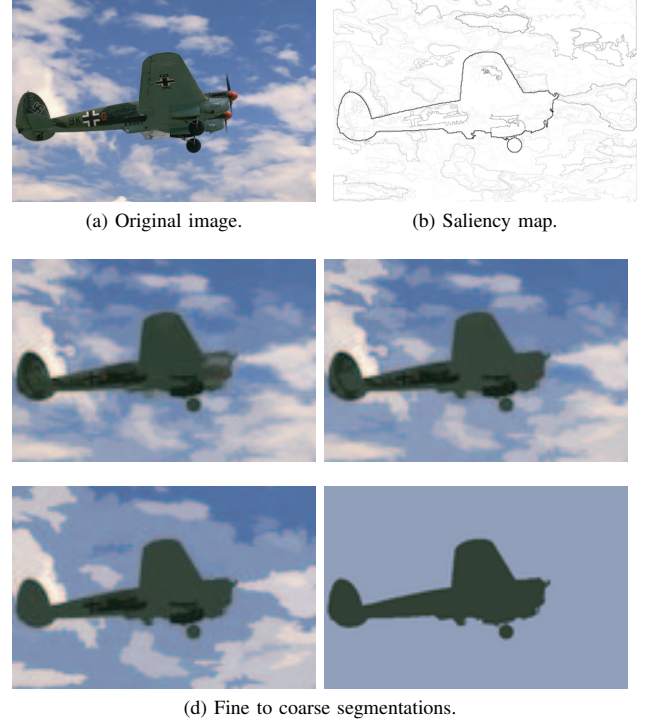 (a) Original image.
(b) Saliency map.
(d) Fine to coarse segmentations.